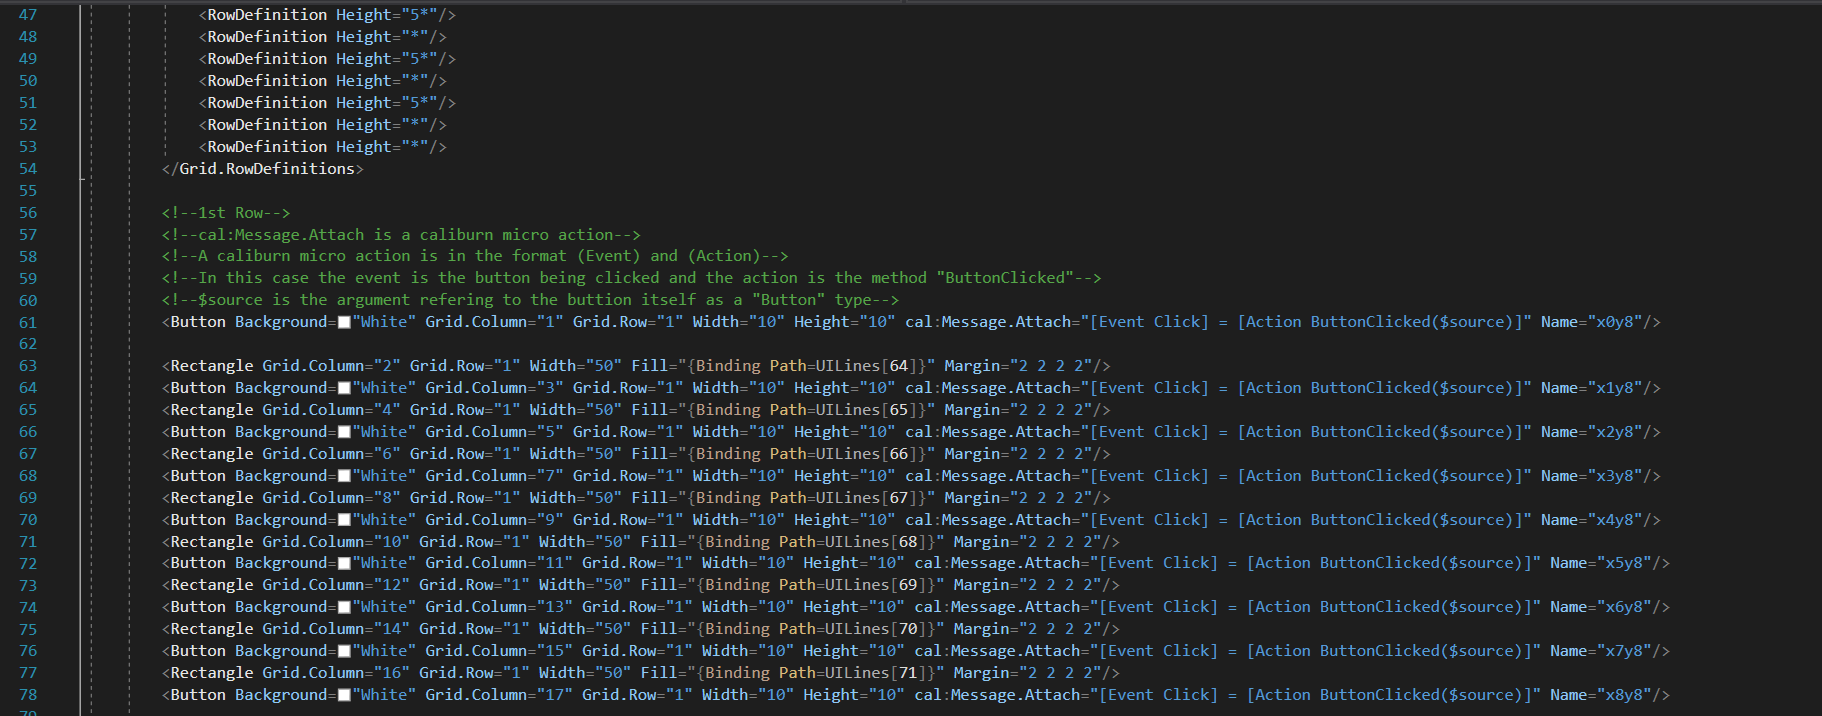 47 <RowDefinition Height="5*"/>
48 <RowDefinition Height="*"/>
49 <RowDefinition Height="5*"/>
50 <RowDefinition Height="*"/>
51 <RowDefinition Height="5*"/>
52 <RowDefinition Height="*"/>
53 <RowDefinition Height="*"/>
54 </Grid.RowDefinitions>
55
56 <!--1st Row-->
57 <!--cal:Message.Attach is a caliburn micro action-->
58 <!--A caliburn micro action is in the format (Event) and (Action)-->
59 <!--In this case the event is the button being clicked and the action is the method "ButtonClicked"-->
60 <!--$source is the argument refering to the buttion itself as a "Button" type-->
61 <Button Background="White" Grid.Column="1" Grid.Row="1" Width="10" Height="10" cal:Message.Attach="[Event Click] = [Action ButtonClicked($source)]" Name="x0y8"/>
62
63 <Rectangle Grid.Column="2" Grid.Row="1" Width="50" Fill="{Binding Path=UILines[64]}" Margin="2 2 2 2"/>
64 <Button Background="White" Grid.Column="3" Grid.Row="1" Width="10" Height="10" cal:Message.Attach="[Event Click] = [Action ButtonClicked($source)]" Name="x1y8"/>
65 <Rectangle Grid.Column="4" Grid.Row="1" Width="50" Fill="{Binding Path=UILines[65]}" Margin="2 2 2 2"/>
66 <Button Background="White" Grid.Column="5" Grid.Row="1" Width="10" Height="10" cal:Message.Attach="[Event Click] = [Action ButtonClicked($source)]" Name="x2y8"/>
67 <Rectangle Grid.Column="6" Grid.Row="1" Width="50" Fill="{Binding Path=UILines[66]}" Margin="2 2 2 2"/>
68 <Button Background="White" Grid.Column="7" Grid.Row="1" Width="10" Height="10" cal:Message.Attach="[Event Click] = [Action ButtonClicked($source)]" Name="x3y8"/>
69 <Rectangle Grid.Column="8" Grid.Row="1" Width="50" Fill="{Binding Path=UILines[67]}" Margin="2 2 2 2"/>
70 <Button Background="White" Grid.Column="9" Grid.Row="1" Width="10" Height="10" cal:Message.Attach="[Event Click] = [Action ButtonClicked($source)]" Name="x4y8"/>
71 <Rectangle Grid.Column="10" Grid.Row="1" Width="50" Fill="{Binding Path=UILines[68]}" Margin="2 2 2 2"/>
72 <Button Background="White" Grid.Column="11" Grid.Row="1" Width="10" Height="10" cal:Message.Attach="[Event Click] = [Action ButtonClicked($source)]" Name="x5y8"/>
73 <Rectangle Grid.Column="12" Grid.Row="1" Width="50" Fill="{Binding Path=UILines[69]}" Margin="2 2 2 2"/>
74 <Button Background="White" Grid.Column="13" Grid.Row="1" Width="10" Height="10" cal:Message.Attach="[Event Click] = [Action ButtonClicked($source)]" Name="x6y8"/>
75 <Rectangle Grid.Column="14" Grid.Row="1" Width="50" Fill="{Binding Path=UILines[70]}" Margin="2 2 2 2"/>
76 <Button Background="White" Grid.Column="15" Grid.Row="1" Width="10" Height="10" cal:Message.Attach="[Event Click] = [Action ButtonClicked($source)]" Name="x7y8"/>
77 <Rectangle Grid.Column="16" Grid.Row="1" Width="50" Fill="{Binding Path=UILines[71]}" Margin="2 2 2 2"/>
78 <Button Background="White" Grid.Column="17" Grid.Row="1" Width="10" Height="10" cal:Message.Attach="[Event Click] = [Action ButtonClicked($source)]" Name="x8y8"/>
79